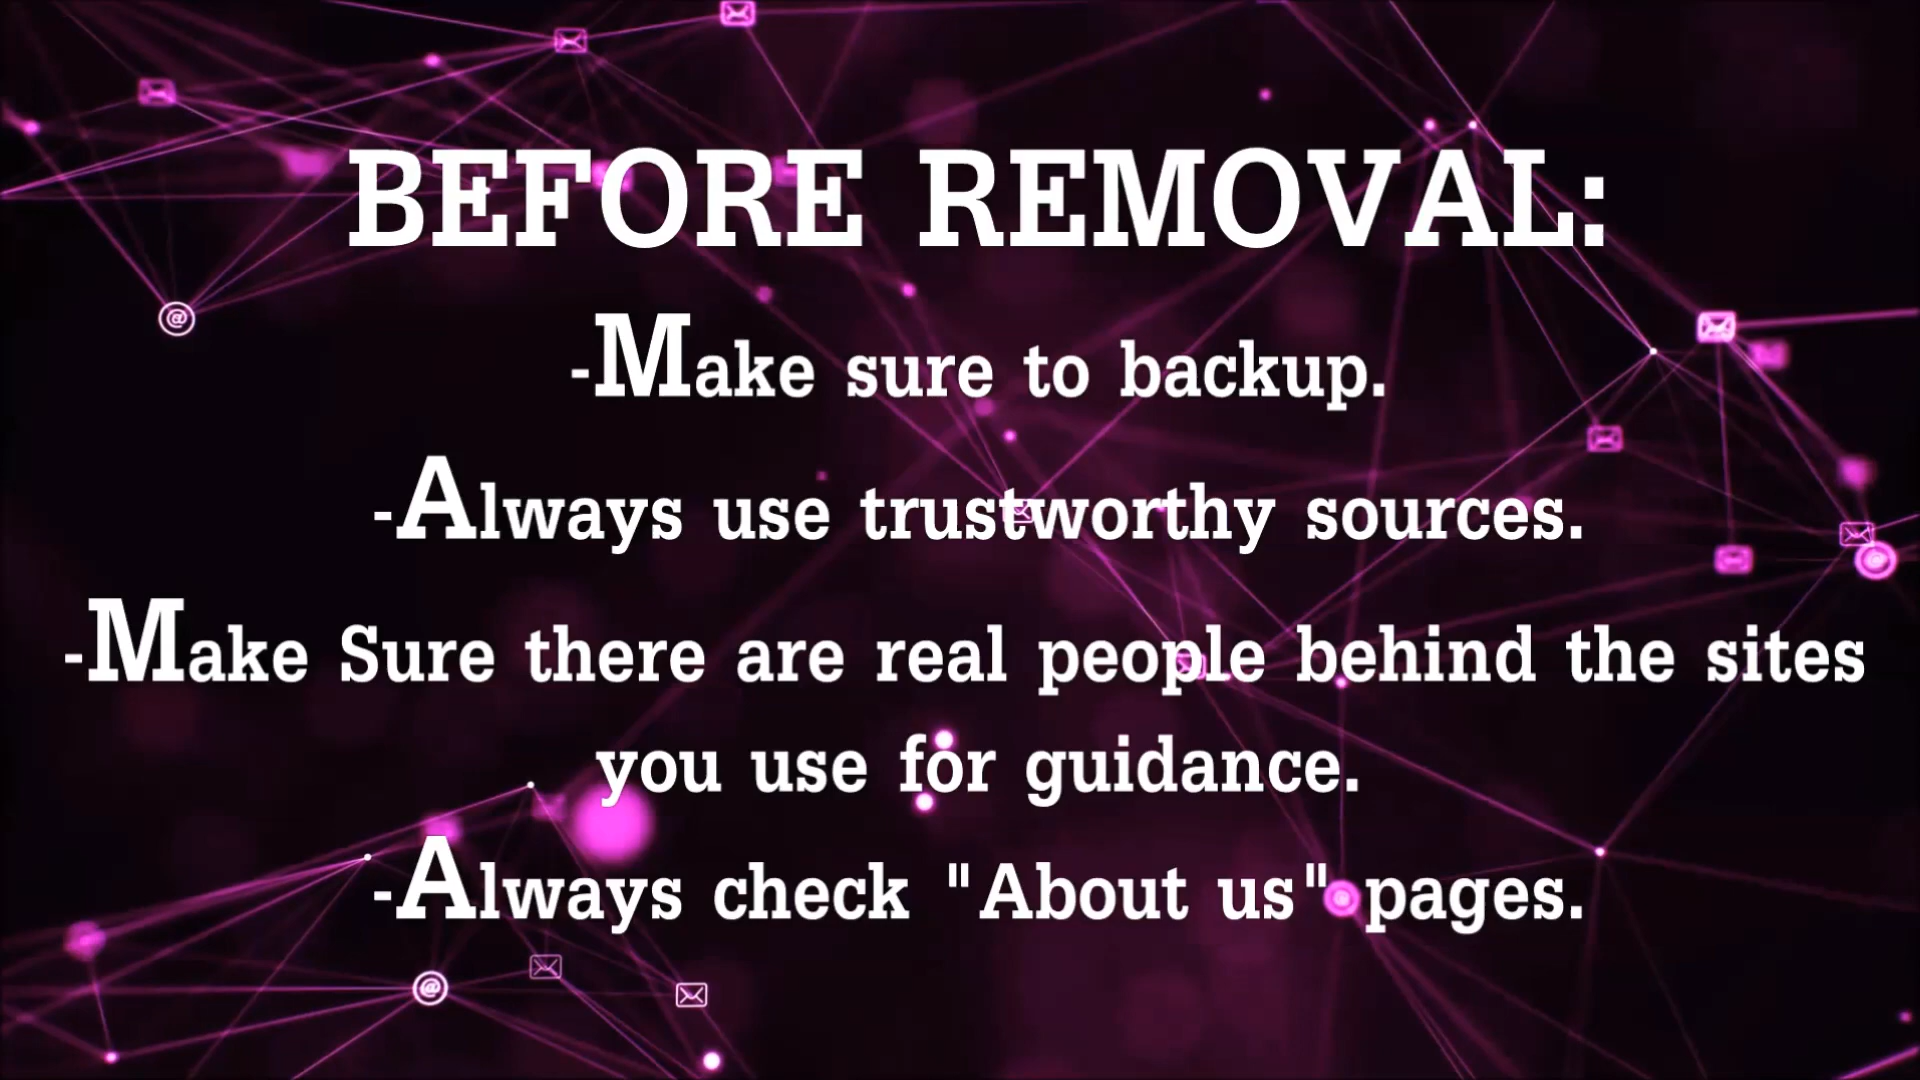 BEFORE REMOVAL:
-Make sure to backup.
-Always use trustworthy sources.
-Make Sure there are real people behind the sites
you use for guidance.
-Always check "About us" pages.